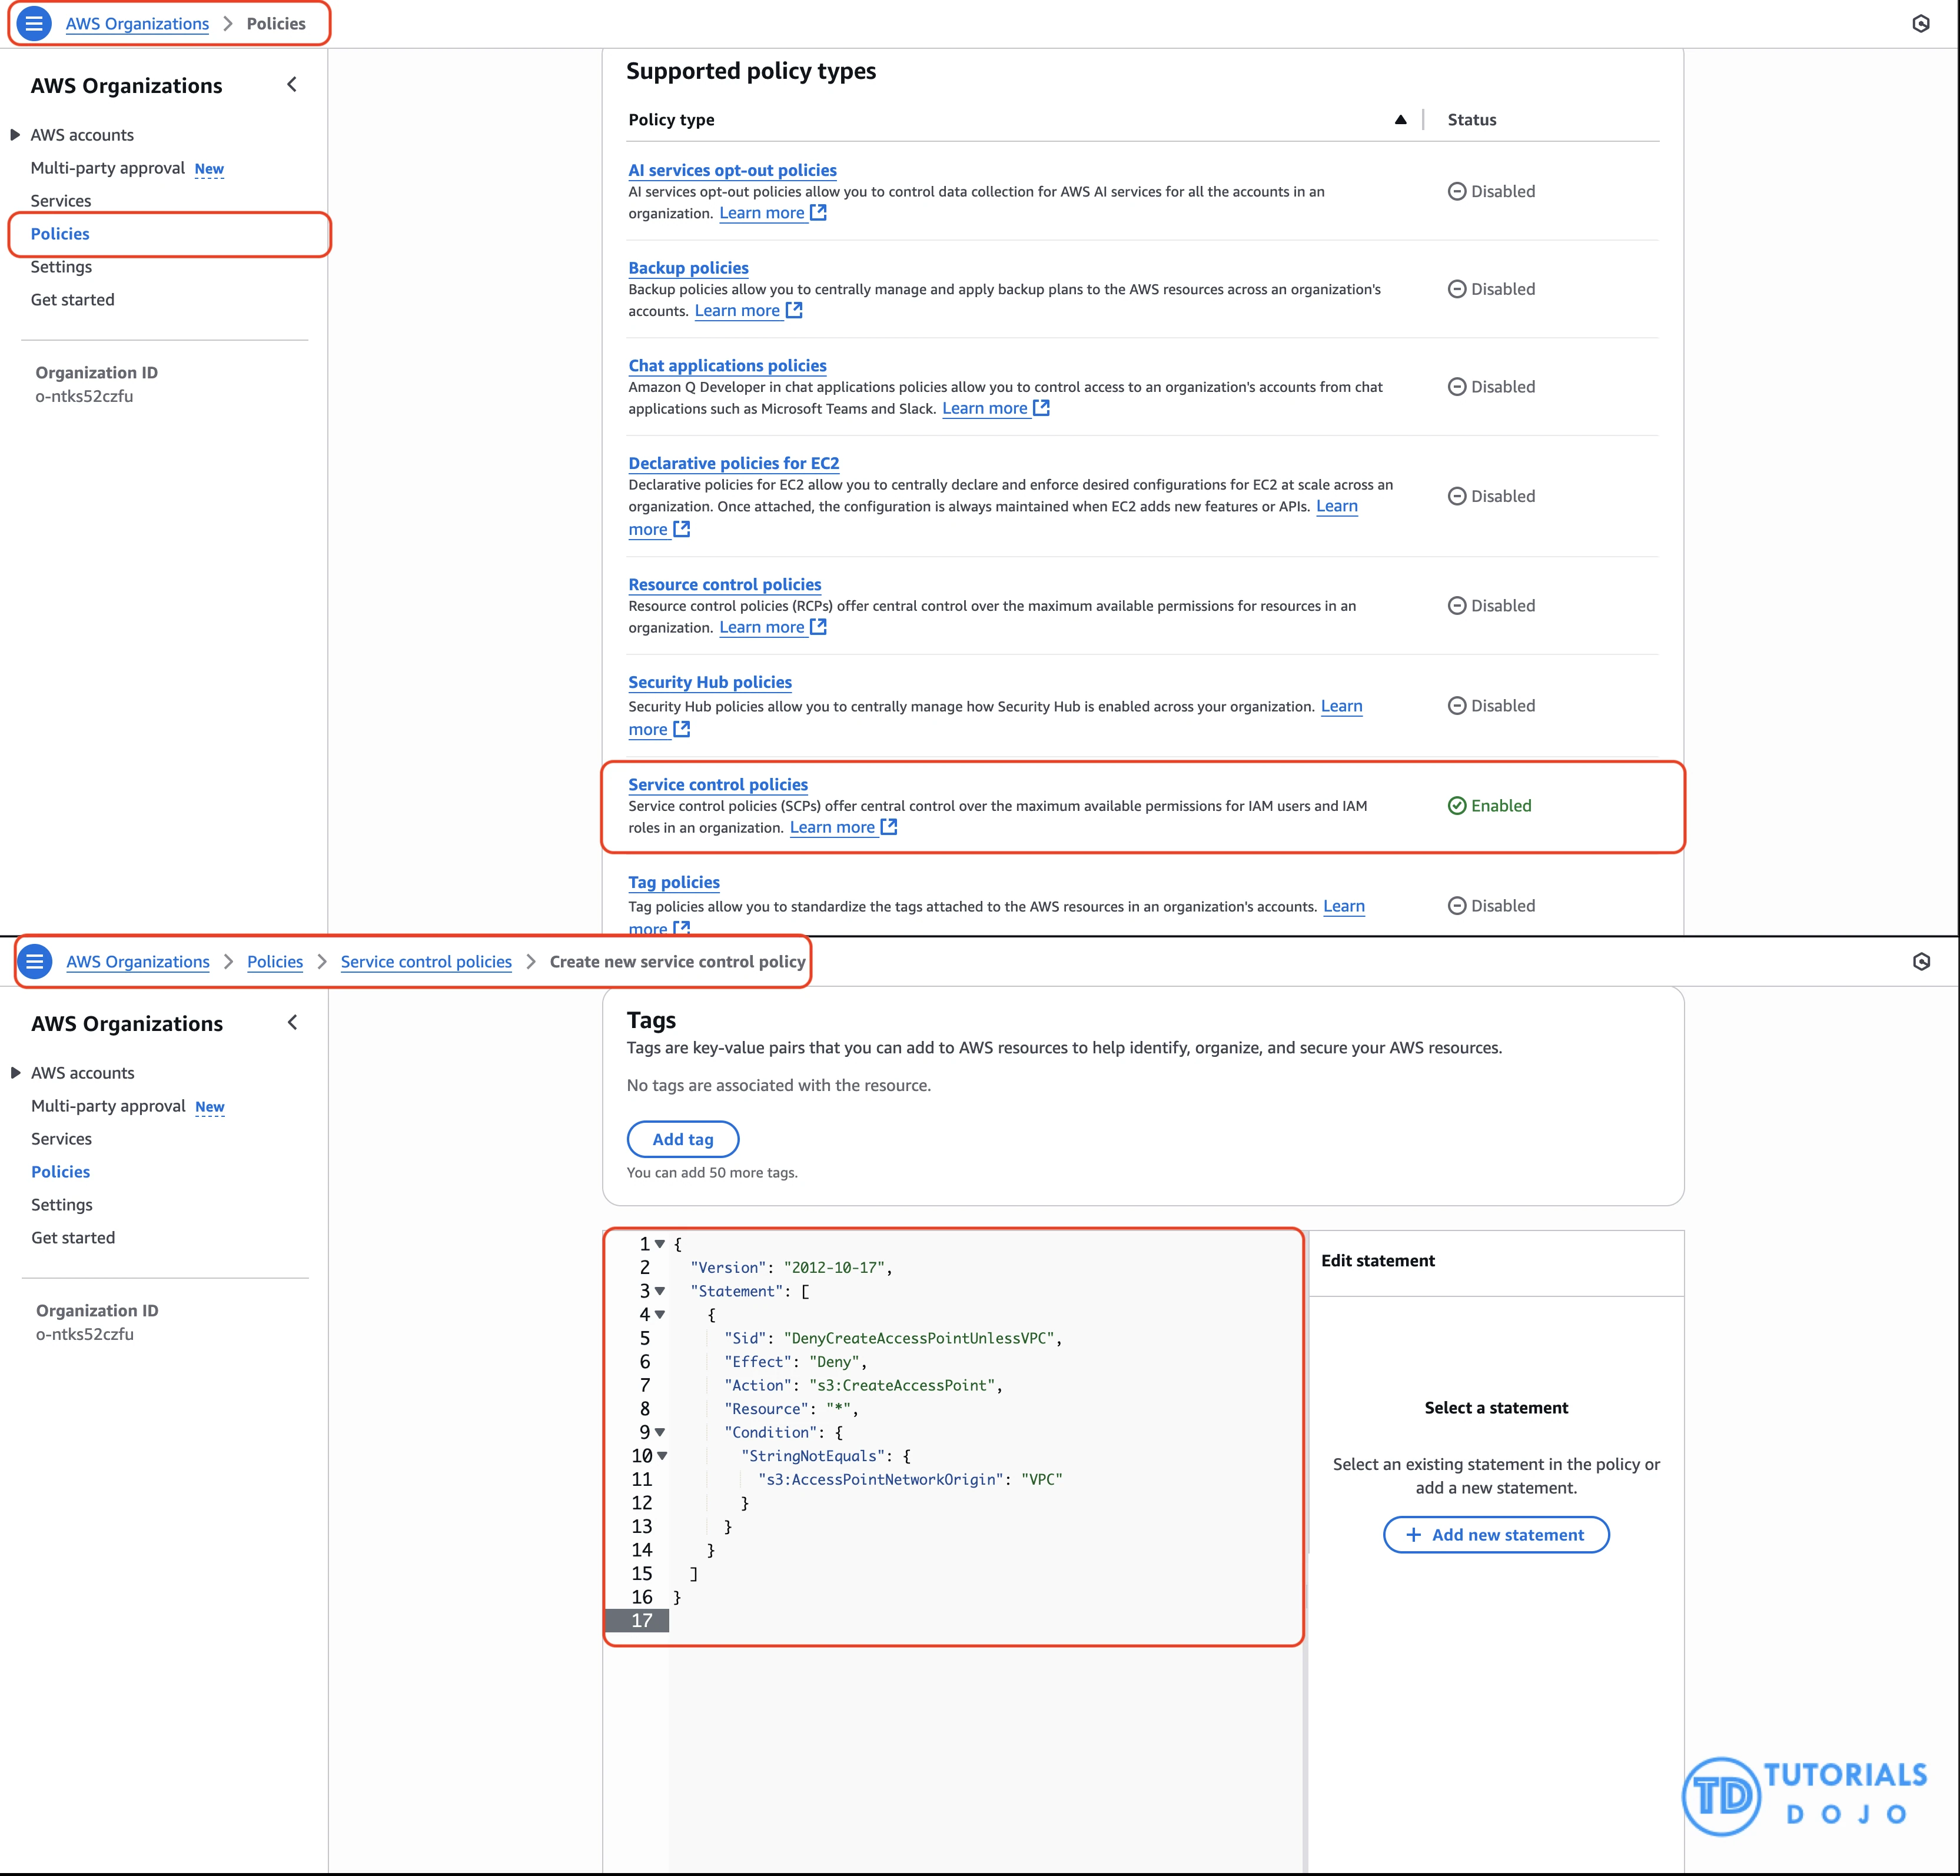 AWS Organizations > Policies
AWS Organizations
AWS accounts
Multi-party approval New
Services
Policies
Settings
Get started
Organization ID
o-ntks52czfu
Supported policy types
Policy type Status
AI services opt-out policies
AI services opt-out policies allow you to control data collection for AWS AI services for all the accounts in an
organization. Learn more
Disabled
Backup policies
Backup policies allow you to centrally manage and apply backup plans to the AWS resources across an organization's
accounts. Learn more
Disabled
Chat applications policies
Amazon Q Developer in chat applications policies allow you to control access to an organization's accounts from chat
applications such as Microsoft Teams and Slack. Learn more
Disabled
Declarative policies for EC2
Declarative policies for EC2 allow you to centrally declare and enforce desired configurations for EC2 at scale across an
organization. Once attached, the configuration is always maintained when EC2 adds new features or APIs. Learn
more
Disabled
Resource control policies
Resource control policies (RCPs) offer central control over the maximum available permissions for resources in an
organization. Learn more
Disabled
Security Hub policies
Security Hub policies allow you to centrally manage how Security Hub is enabled across your organization. Learn
more
Disabled
Service control policies
Service control policies (SCPs) offer central control over the maximum available permissions for IAM users and IAM
roles in an organization. Learn more
Enabled
Tag policies
Tag policies allow you to standardize the tags attached to the AWS resources in an organization's accounts. Learn
more
Disabled
AWS Organizations > Policies > Service control policies > Create new service control policy
AWS Organizations
AWS accounts
Multi-party approval New
Services
Policies
Settings
Get started
Organization ID
o-ntks52czfu
Tags
Tags are key-value pairs that you can add to AWS resources to help identify, organize, and secure your AWS resources.
No tags are associated with the resource.
Add tag
You can add 50 more tags.
1 {
2 "Version": "2012-10-17",
3 "Statement": [
4 {
5 "Sid": "DenyCreateAccessPointUnlessVPC",
6 "Effect": "Deny",
7 "Action": "s3:CreateAccessPoint",
8 "Resource": "*",
9 "Condition": {
10 "StringNotEquals": {
11 "s3:AccessPointNetworkOrigin": "VPC"
12 }
13 }
14 }
15 ]
16 }
17
Edit statement
Select a statement
Select an existing statement in the policy or
add a new statement.
+ Add new statement
TD TUTORIALS
DOJO